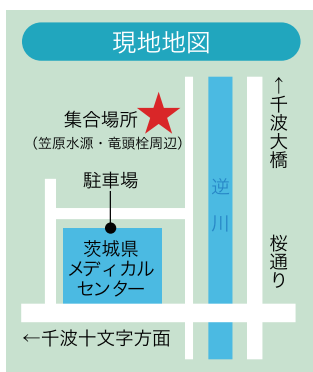 現地地図
集合場所
（笠原水源・竜頭栓周辺）
駐車場
茨城県
メディカル
センター
逆川
↑千波大橋
桜通り
←千波十文字方面